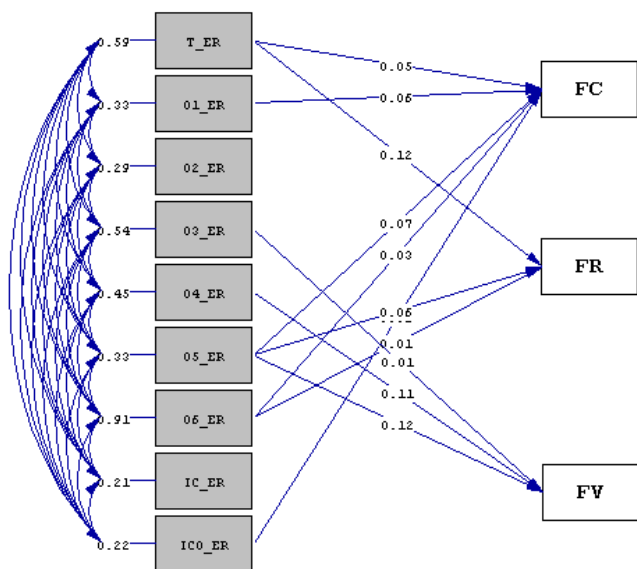 0.59 T_ER
0.05
FC
0.33 01_ER
0.06
0.29 02_ER
0.12
0.54 03_ER
0.07
0.03
FR
0.45 04_ER
0.06
0.33 05_ER
0.01
0.01
0.11
0.91 06_ER
0.12
0.21 IC_ER
FV
0.22 ICO_ER